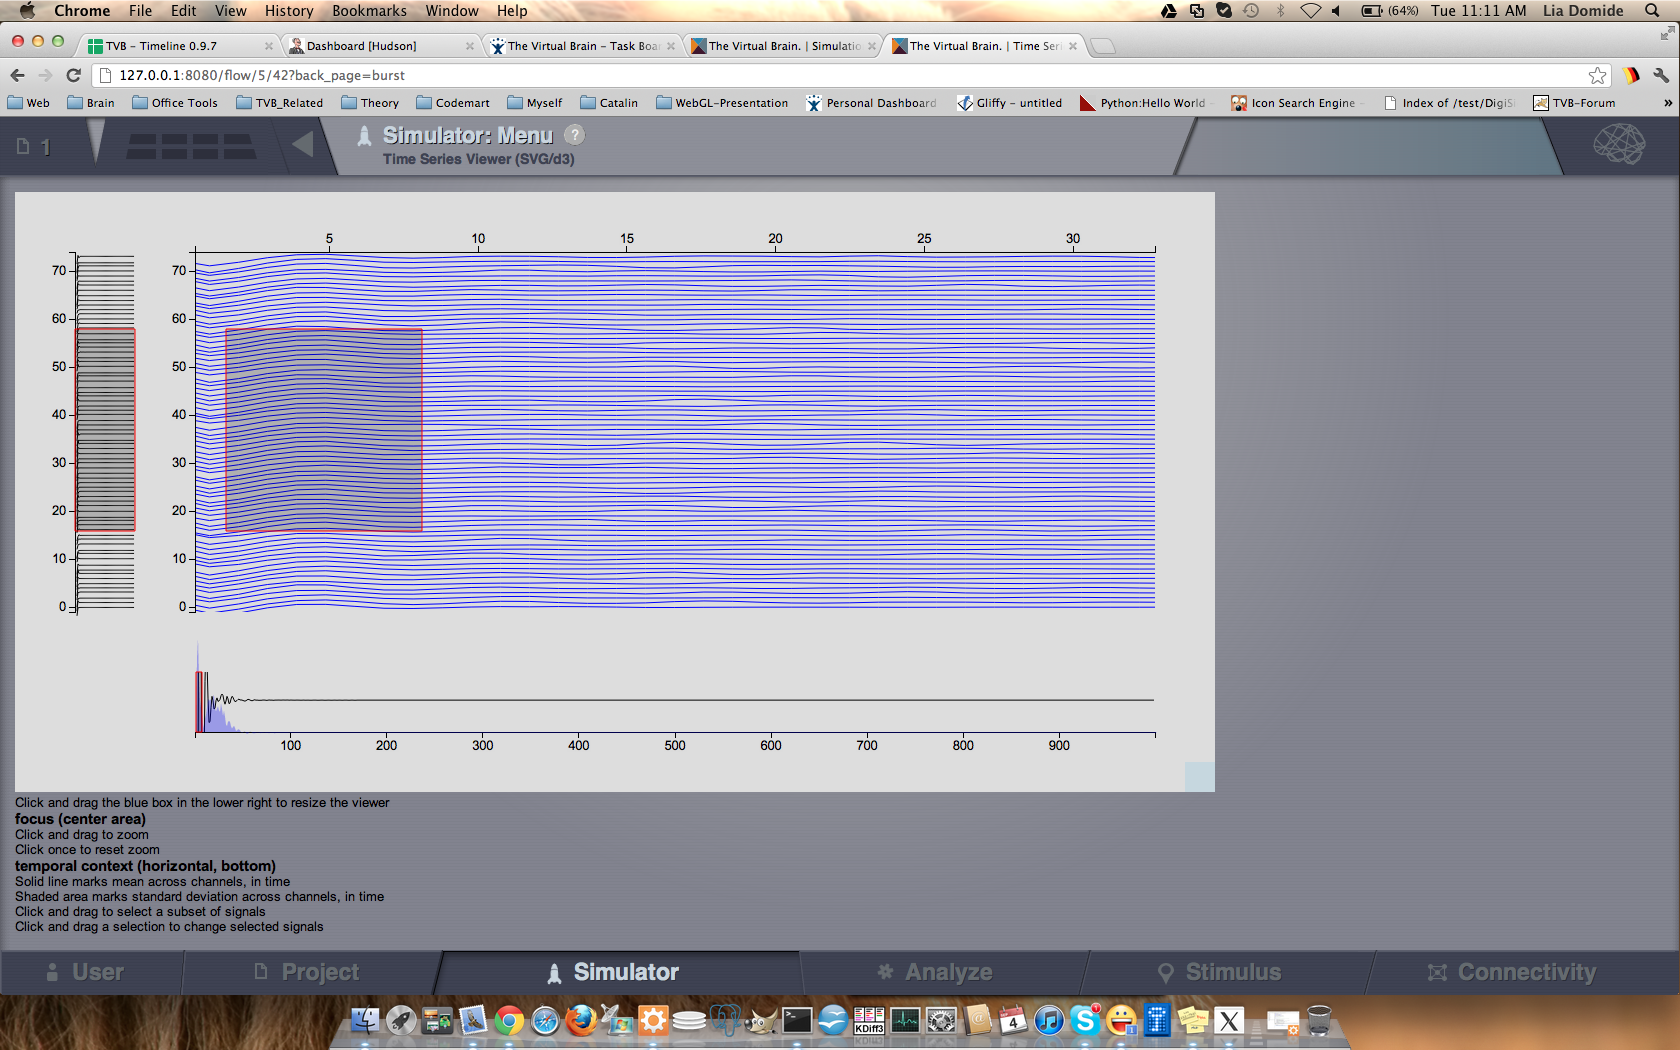 Chrome File Edit View History Bookmarks Window Help (64%) Tue 11:11 AM Lia Domide
TVB – Timeline 0.9.7 Dashboard [Hudson] The Virtual Brain – Task Boar The Virtual Brain. | Simulatio The Virtual Brain. | Time Seri
127.0.0.1:8080/flow/5/42?back_page=burst
Web Brain Office Tools TVB_Related Theory Codemart Myself Catalin WebGL-Presentation Personal Dashboard Gliffy – untitled Python:Hello World Icon Search Engine Index of /test/DigiS TVB-Forum »
1 Simulator: Menu ?
Time Series Viewer (SVG/d3)
5 10 15 20 25 30
70 70
60 60
50 50
40 40
30 30
20 20
10 10
0 0
100 200 300 400 500 600 700 800 900
Click and drag the blue box in the lower right to resize the viewer
focus (center area)
Click and drag to zoom
Click once to reset zoom
temporal context (horizontal, bottom)
Solid line marks mean across channels, in time
Shaded area marks standard deviation across channels, in time
Click and drag to select a subset of signals
Click and drag a selection to change selected signals
User Project Simulator Analyze Stimulus Connectivity
KDiff3 4 1 1 X